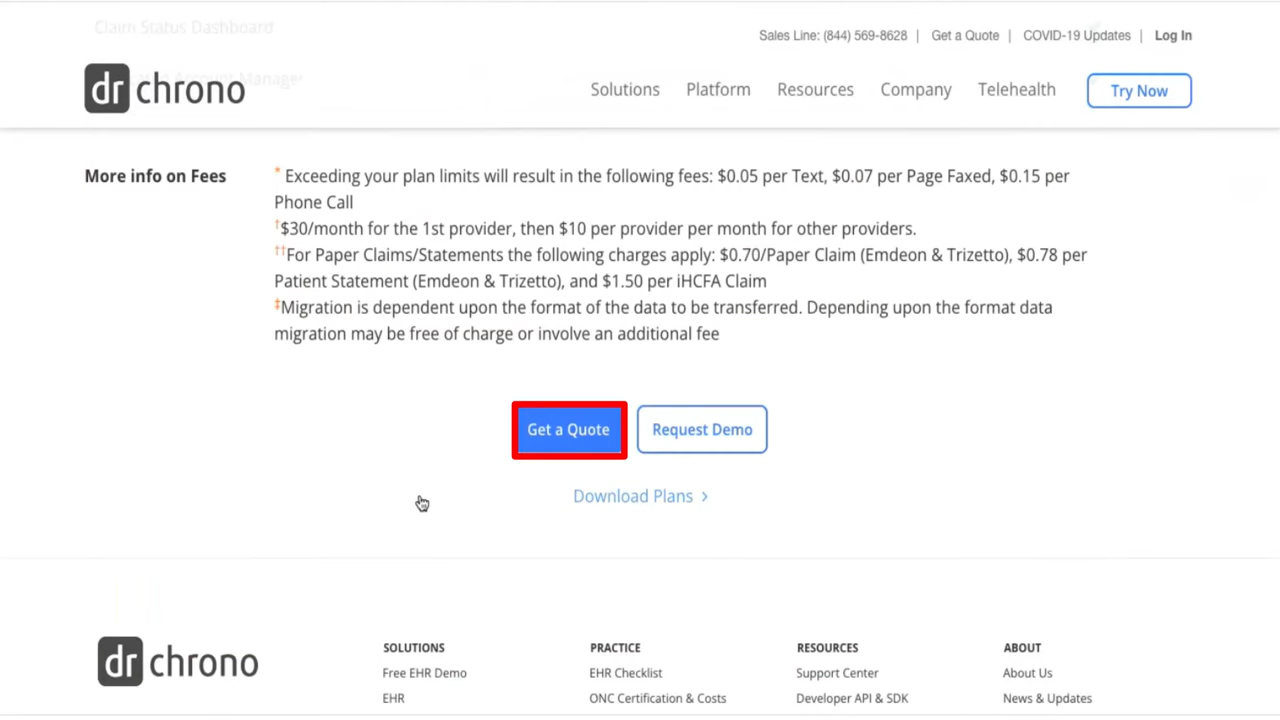 Claim Status Dashboard
Sales Line: (844) 569-8628 | Get a Quote | COVID-19 Updates | Log In
Account Manager
dr chrono
Solutions Platform Resources Company Telehealth Try Now
More info on Fees
* Exceeding your plan limits will result in the following fees: $0.05 per Text, $0.07 per Page Faxed, $0.15 per
Phone Call
†$30/month for the 1st provider, then $10 per provider per month for other providers.
††For Paper Claims/Statements the following charges apply: $0.70/Paper Claim (Emdeon & Trizetto), $0.78 per
Patient Statement (Emdeon & Trizetto), and $1.50 per iHCFA Claim
‡Migration is dependent upon the format of the data to be transferred. Depending upon the format data
migration may be free of charge or involve an additional fee
Get a Quote Request Demo
Download Plans >
dr chrono
SOLUTIONS PRACTICE RESOURCES ABOUT
Free EHR Demo EHR Checklist Support Center About Us
EHR ONC Certification & Costs Developer API & SDK News & Updates